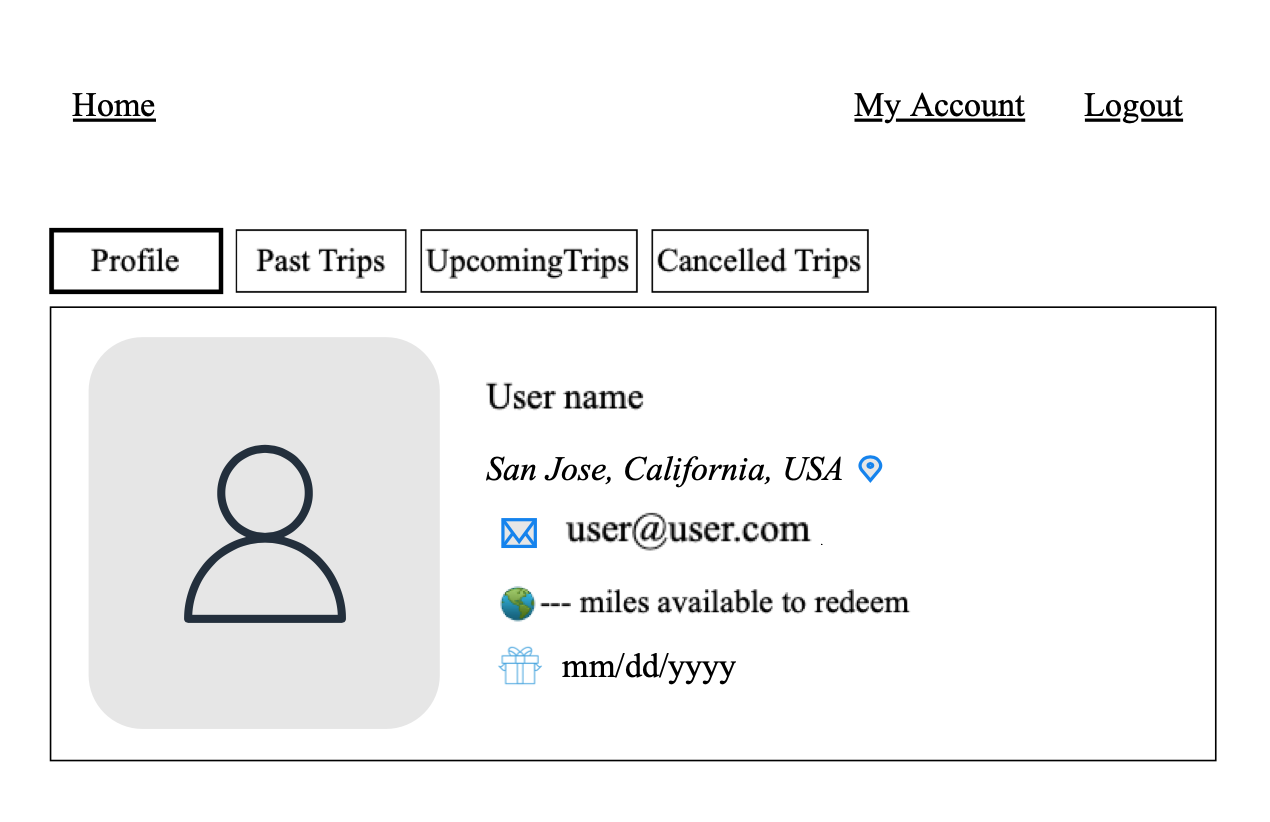 Home My Account Logout
Profile Past Trips UpcomingTrips Cancelled Trips
User name
San Jose, California, USA
user@user.com
--- miles available to redeem
mm/dd/yyyy